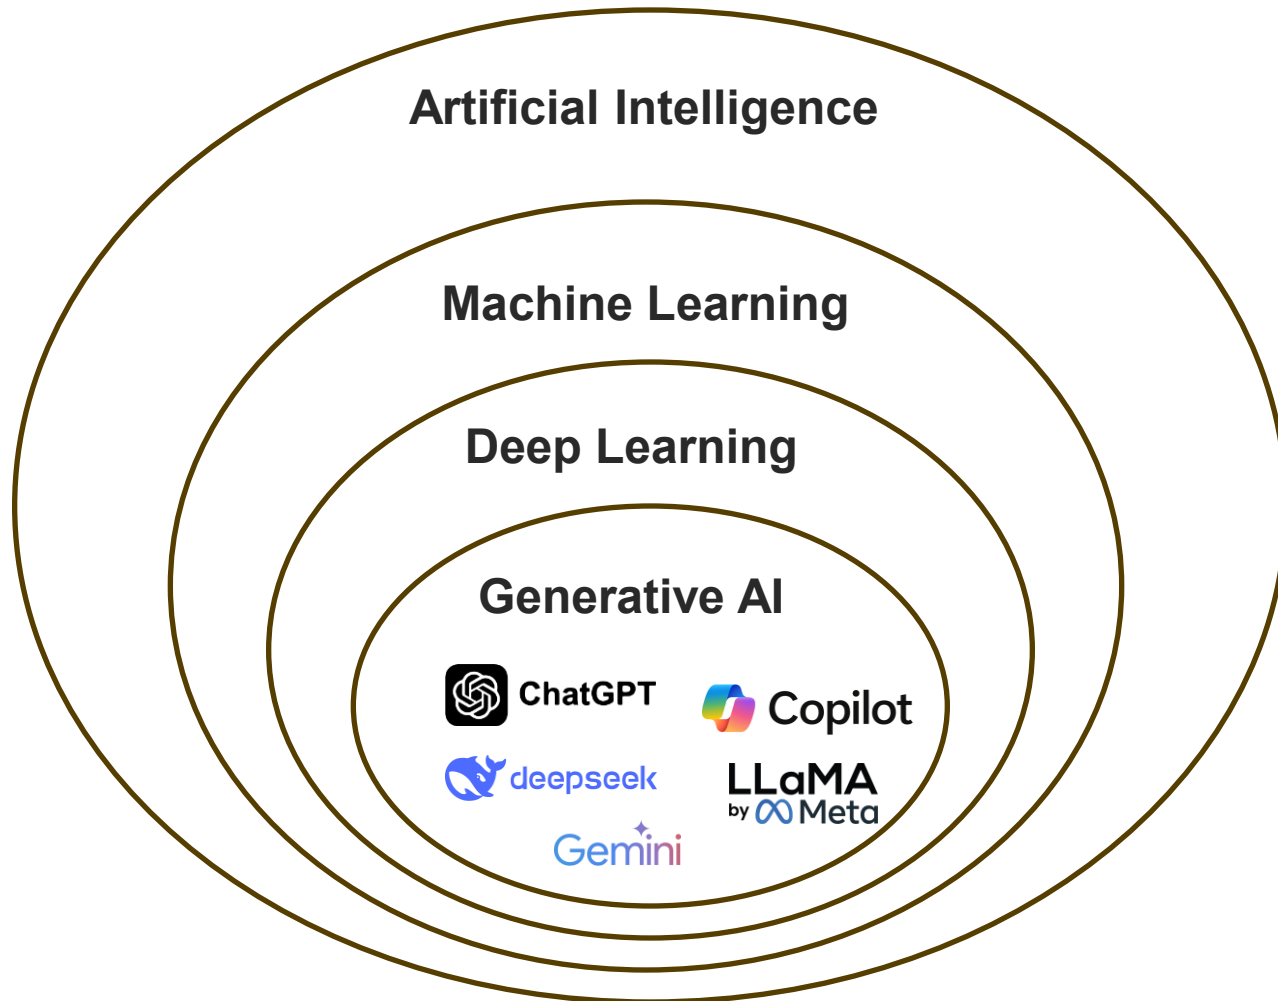 Artificial Intelligence
Machine Learning
Deep Learning
Generative AI
ChatGPT
Copilot
deepseek
LLaMA
by Meta
Gemini